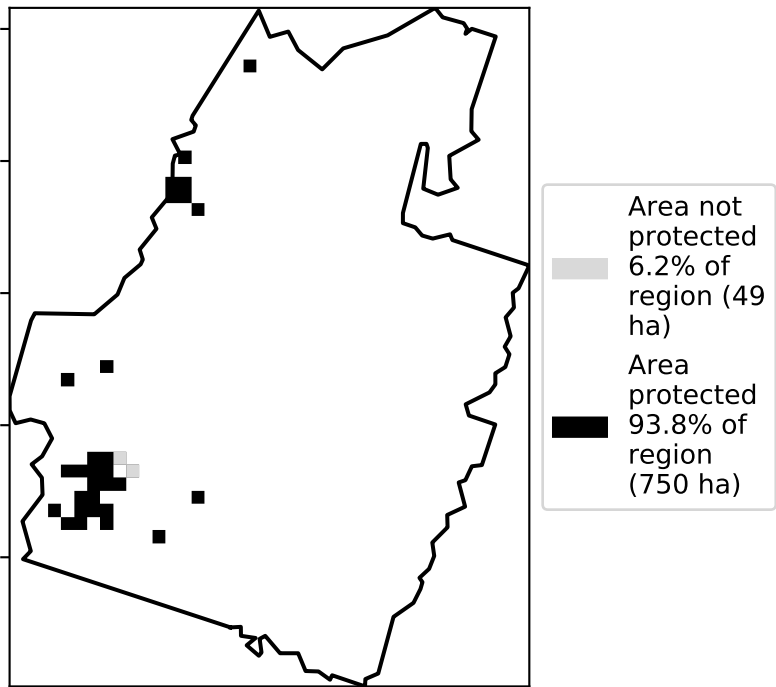 Area not
protected
6.2% of
region (49
ha)
Area
protected
93.8% of
region
(750 ha)